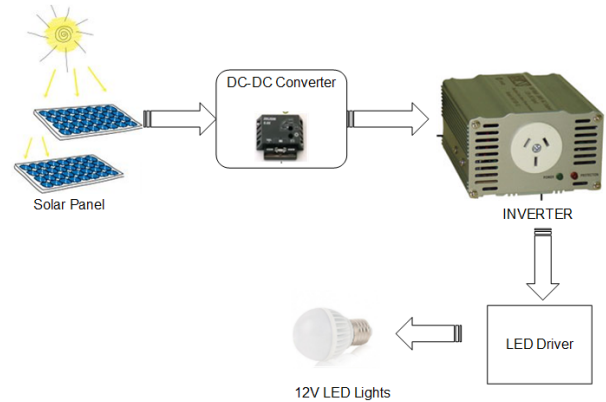 DC-DC Converter
Solar Panel
INVERTER
LED Driver
12V LED Lights